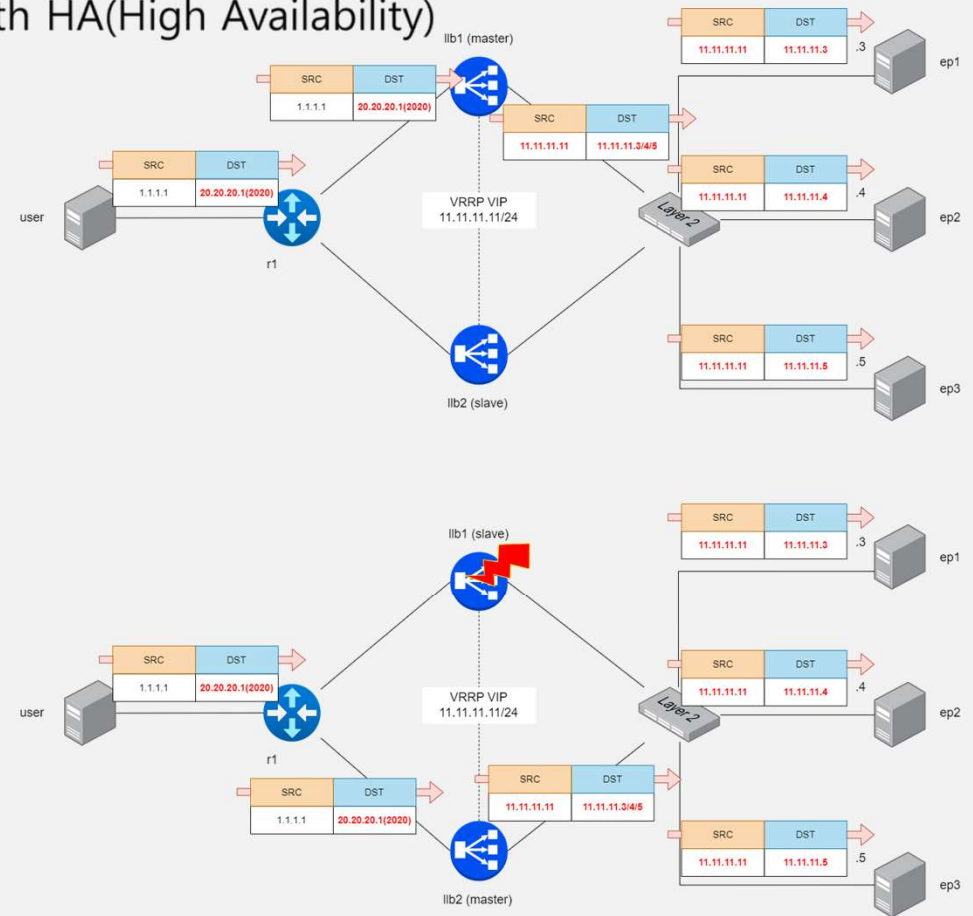 th HA(High Availability)
llb1 (master)
SRC DST
11.11.11.11 11.11.11.3 .3
ep1
SRC DST
1.1.1.1 20.20.20.1(2020)
SRC DST
11.11.11.11 11.11.11.3/4/5
SRC DST
1.1.1.1 20.20.20.1(2020)
SRC DST
11.11.11.11 11.11.11.4 .4
user
VRRP VIP
11.11.11.11/24
Layer 2
ep2
r1
SRC DST
11.11.11.11 11.11.11.5 .5
ep3
llb2 (slave)
llb1 (slave)
SRC DST
11.11.11.11 11.11.11.3 .3
ep1
SRC DST
1.1.1.1 20.20.20.1(2020)
SRC DST
11.11.11.11 11.11.11.4 .4
user
VRRP VIP
11.11.11.11/24
Layer 2
ep2
r1
SRC DST
1.1.1.1 20.20.20.1(2020)
SRC DST
11.11.11.11 11.11.11.3/4/5
SRC DST
11.11.11.11 11.11.11.5 .5
ep3
llb2 (master)